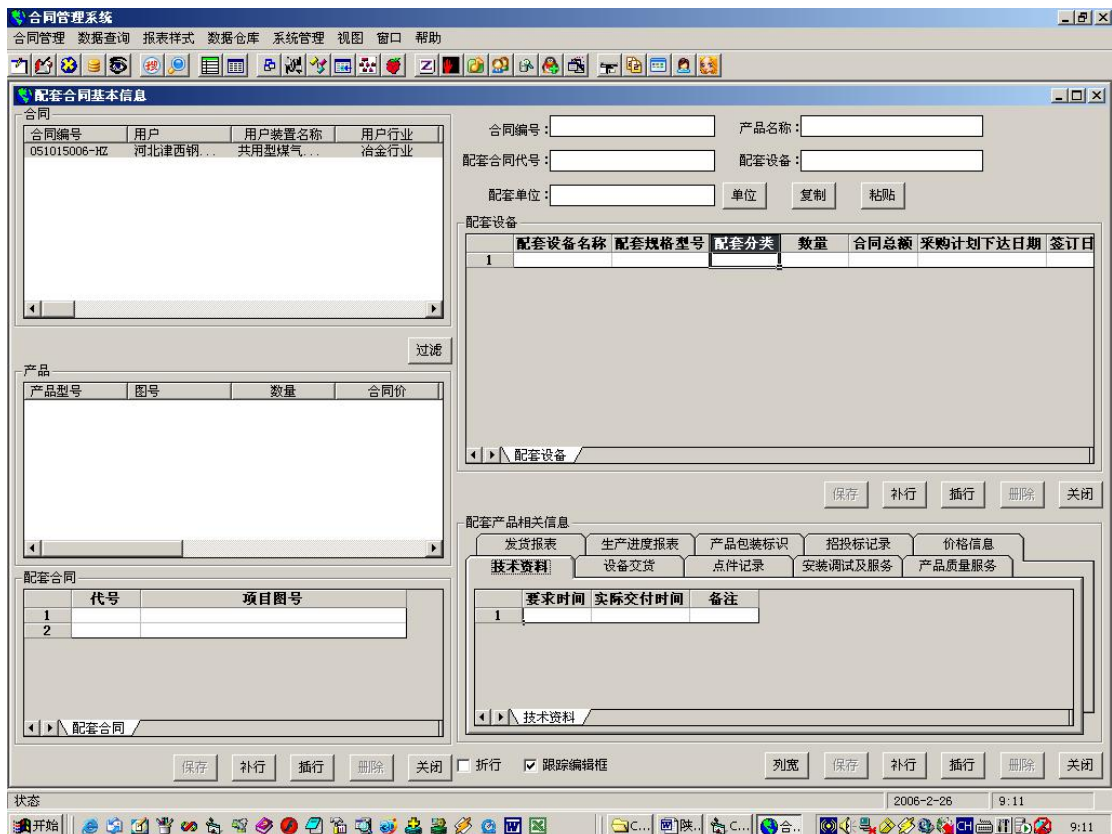 合同管理系统
合同管理 数据查询 报表样式 数据仓库 系统管理 视图 窗口 帮助
配套合同基本信息
合同
合同编号 用户 用户装置名称 用户行业
051015006-HZ 河北津西钢... 共用型煤气... 冶金行业
过滤
产品
产品型号 图号 数量 合同价
配套合同
代号 项目图号
1
2
配套合同
保存 补行 插行 删除 关闭
合同编号: 产品名称:
配套合同代号: 配套设备:
配套单位: 单位 复制 粘贴
配套设备
配套设备名称 配套规格型号 配套分类 数量 合同总额 采购计划下达日期 签订日
1
配套设备
保存 补行 插行 删除 关闭
配套产品相关信息
发货报表 生产进度报表 产品包装标识 招投标记录 价格信息
技术资料 设备交货 点件记录 安装调试及服务 产品质量服务
要求时间 实际交付时间 备注
1
技术资料
折行 跟踪编辑框 列宽 保存 补行 插行 删除 关闭
状态 2006-2-26 9:11
开始 C... 陕... C... 合.. CH 9:11